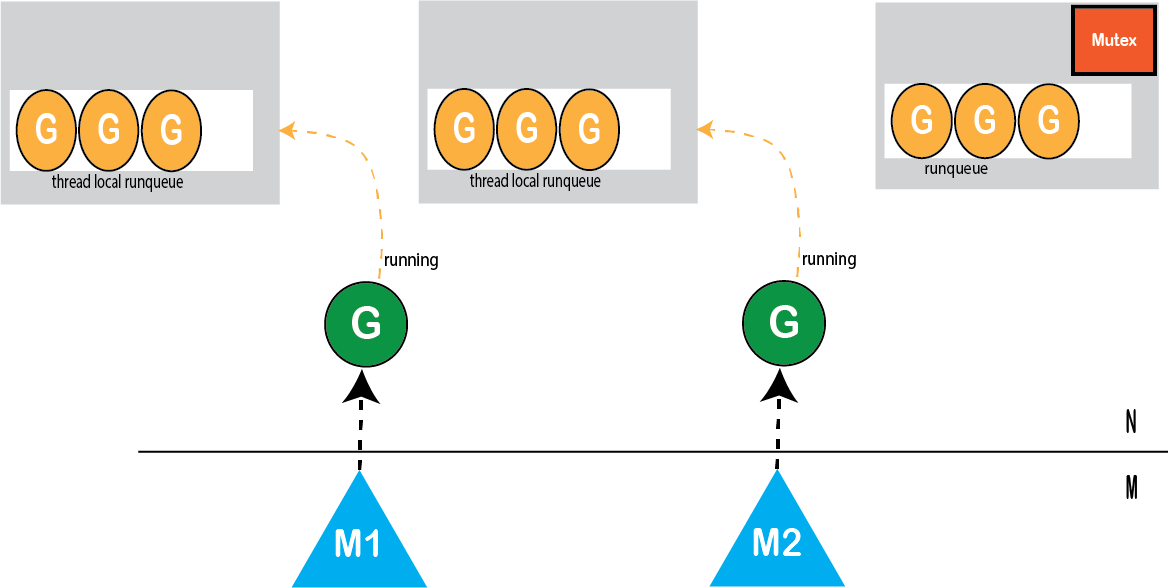 Mutex
G G G
G G G
G G G
thread local runqueue
thread local runqueue
runqueue
running
running
G
G
N
M
M1
M2